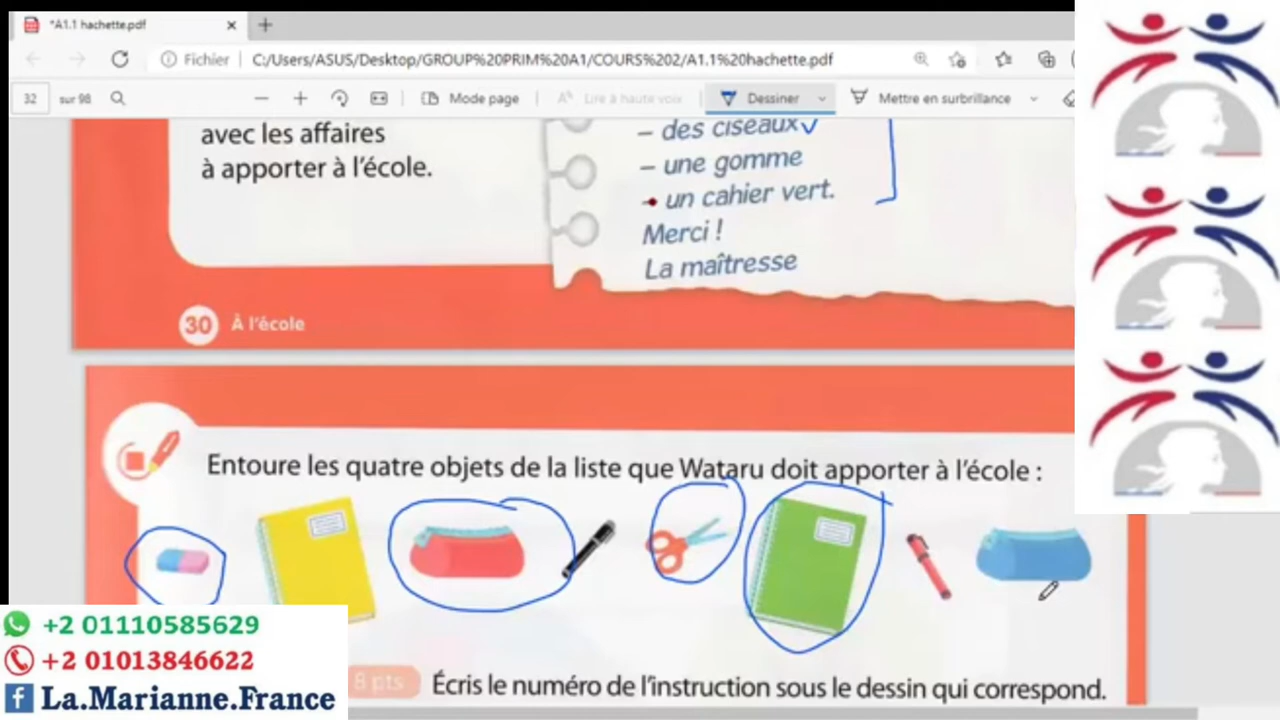 *A1.1 hachette.pdf
Fichier
C:/Users/ASUS/Desktop/GROUP%20PRIM%20A1/COURS%202/A1.1%20hachette.pdf
32
sur 98
Mode page
Lire à haute voix
Dessiner
Mettre en surbrillance
avec les affaires
à apporter à l'école.
– des ciseaux
– une gomme
– un cahier vert.
Merci !
La maîtresse
30 À l'école
Entoure les quatre objets de la liste que Wataru doit apporter à l'école :
+2 01110585629
+2 01013846622
La.Marianne.France
8 pts
Écris le numéro de l'instruction sous le dessin qui correspond.